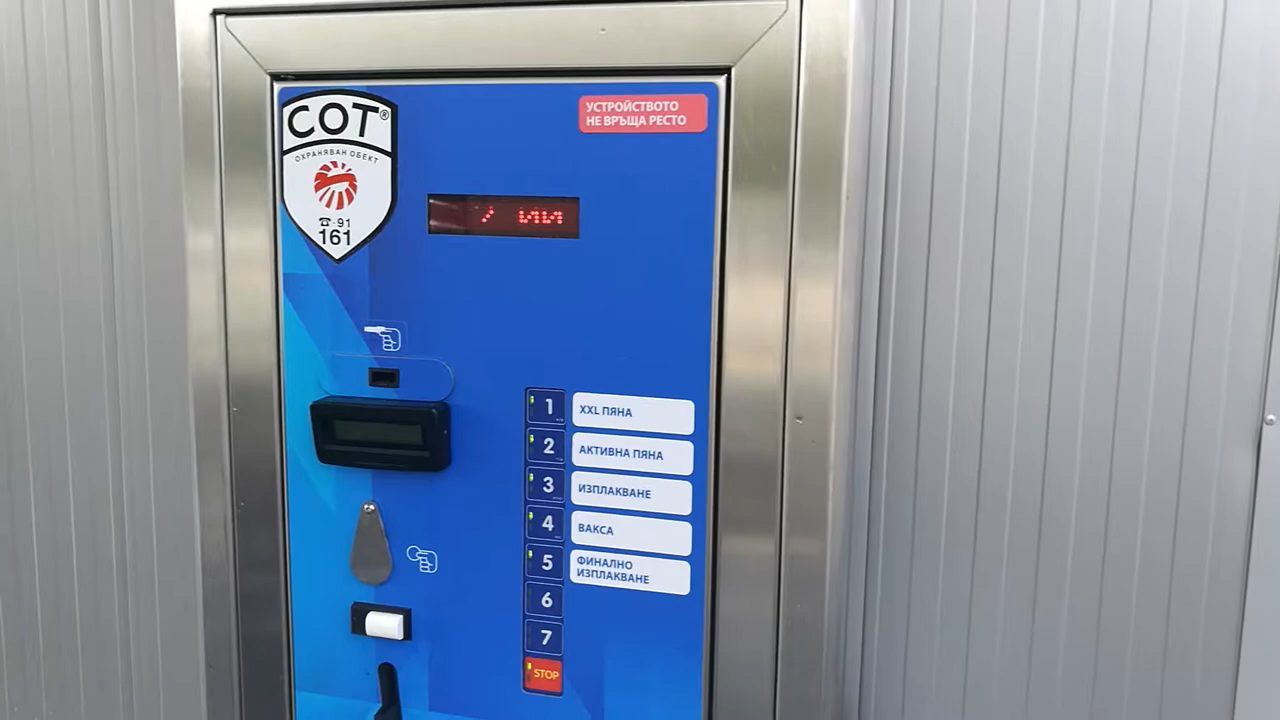 СОТ®
ОХРАНЯВАН ОБЕКТ
☎-91
161
УСТРОЙСТВОТО
НЕ ВРЪЩА РЕСТО
1
XXL ПЯНА
2
АКТИВНА ПЯНА
3
ИЗПЛАКВАНЕ
4
ВАКСА
5
ФИНАЛНО
ИЗПЛАКВАНЕ
6
7
STOP